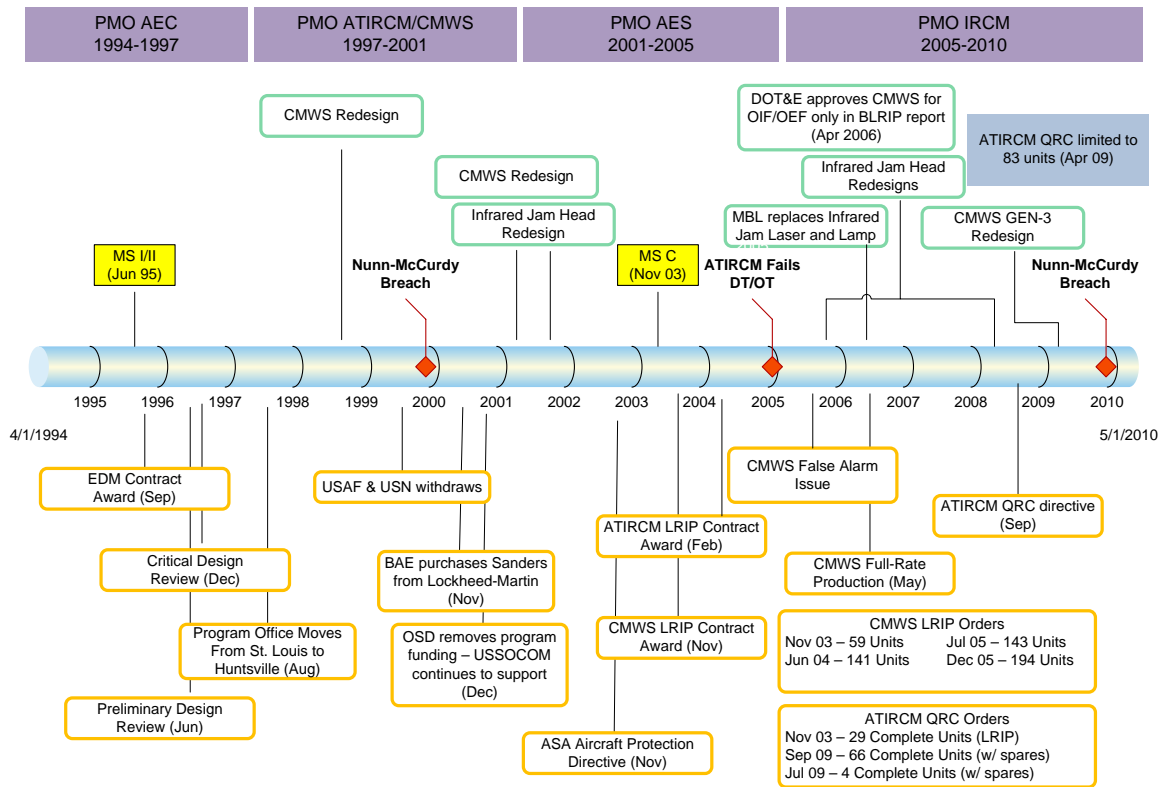 PMO AEC
1994-1997
PMO ATIRCM/CMWS
1997-2001
PMO AES
2001-2005
PMO IRCM
2005-2010
CMWS Redesign
DOT&E approves CMWS for
OIF/OEF only in BLRIP report
(Apr 2006)
ATIRCM QRC limited to
83 units (Apr 09)
CMWS Redesign
Infrared Jam Head
Redesigns
Infrared Jam Head
Redesign
MBL replaces Infrared
Jam Laser and Lamp
2005
CMWS GEN-3
Redesign
MS I/II
(Jun 95)
Nunn-McCurdy
Breach
MS C
(Nov 03)
ATIRCM Fails
DT/OT
Nunn-McCurdy
Breach
1995
1996
1997
1998
1999
2000
2001
2002
2003
2004
2005
2006
2007
2008
2009
2010
4/1/1994
5/1/2010
EDM Contract
Award (Sep)
USAF & USN withdraws
CMWS False Alarm
Issue
ATIRCM QRC directive
(Sep)
ATIRCM LRIP Contract
Award (Feb)
Critical Design
Review (Dec)
BAE purchases Sanders
from Lockheed-Martin
(Nov)
CMWS Full-Rate
Production (May)
Program Office Moves
From St. Louis to
Huntsville (Aug)
OSD removes program
funding – USSOCOM
continues to support
(Dec)
CMWS LRIP Contract
Award (Nov)
CMWS LRIP Orders
Nov 03 – 59 Units Jul 05 – 143 Units
Jun 04 – 141 Units Dec 05 – 194 Units
Preliminary Design
Review (Jun)
ASA Aircraft Protection
Directive (Nov)
ATIRCM QRC Orders
Nov 03 – 29 Complete Units (LRIP)
Sep 09 – 66 Complete Units (w/ spares)
Jul 09 – 4 Complete Units (w/ spares)